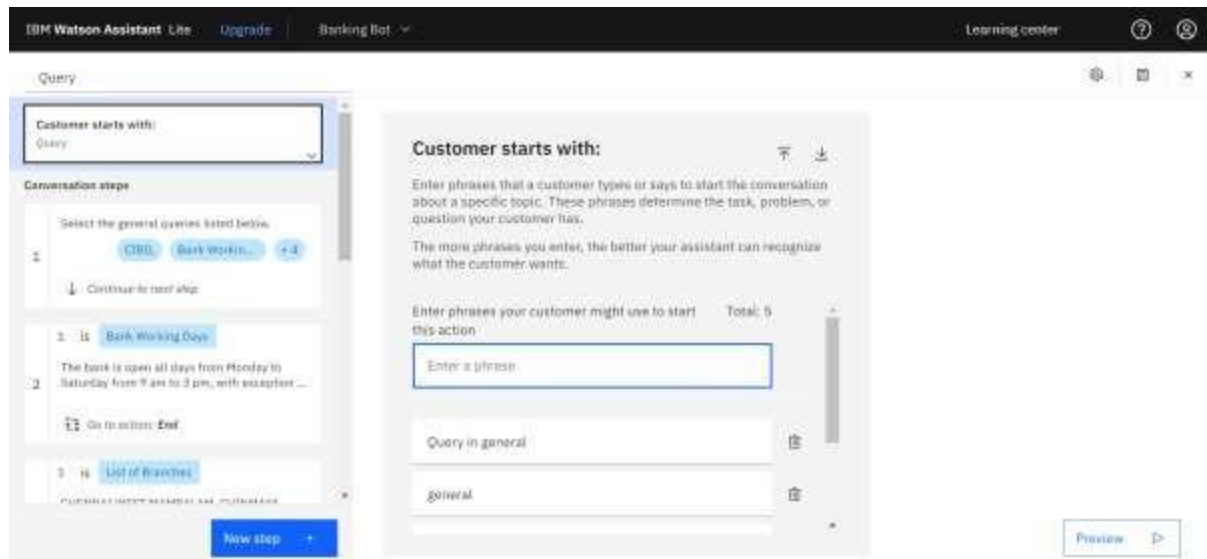 IBM Watson Assistant Lite Upgrade Banking Bot Learning center
Query
Customer starts with:
Query
Conversation steps
1
Select the general queries listed below.
CIBIL Bank Workin... + 4
Continue to next step
2
1 is Bank Working Days
The bank is open all days from Monday to
Saturday from 9 am to 3 pm, with exception ...
Go to action: End
1 is List of Branches
New step +
Customer starts with:
Enter phrases that a customer types or says to start the conversation
about a specific topic. These phrases determine the task, problem, or
question your customer has.
The more phrases you enter, the better your assistant can recognize
what the customer wants.
Enter phrases your customer might use to start
this action
Total: 5
Enter a phrase
Query in general
general
Preview